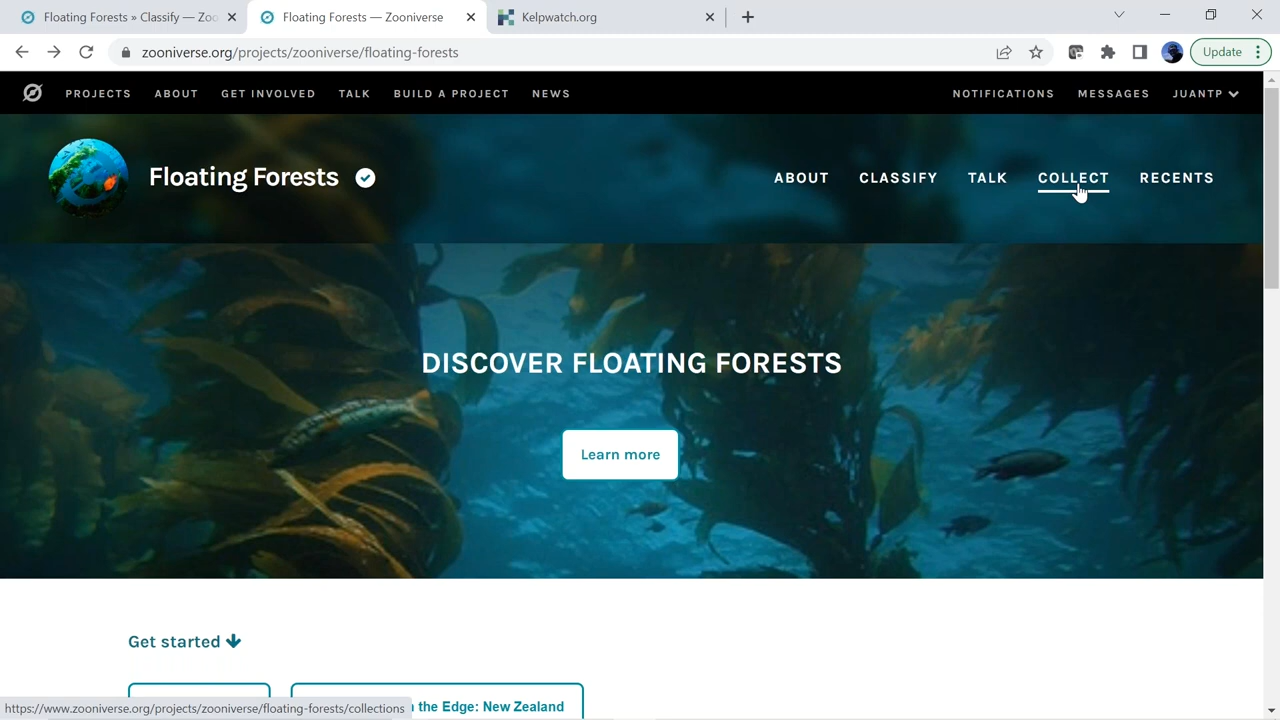 Floating Forests » Classify — Zoo
Floating Forests — Zooniverse
Kelpwatch.org
zooniverse.org/projects/zooniverse/floating-forests
Update
PROJECTS ABOUT GET INVOLVED TALK BUILD A PROJECT NEWS
NOTIFICATIONS MESSAGES JUANTP
Floating Forests
ABOUT CLASSIFY TALK COLLECT RECENTS
DISCOVER FLOATING FORESTS
Learn more
Get started
the Edge: New Zealand
https://www.zooniverse.org/projects/zooniverse/floating-forests/collections